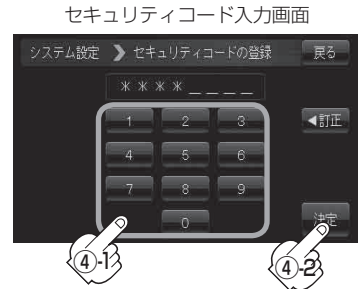 セキュリティコード入力画面
システム設定 ❯ セキュリティコードの登録 戻る
＊＊＊＊＿＿＿＿
1 2 3 ◀訂正
4 5 6
7 8 9
0 決定
④-1 ④-2